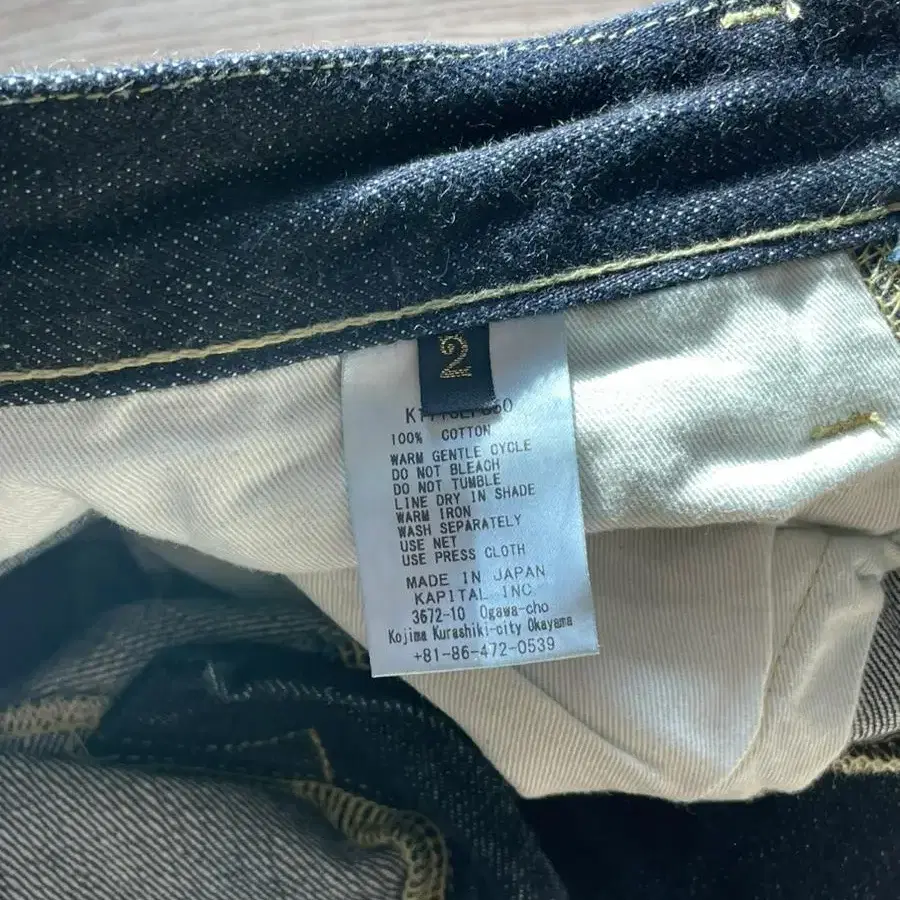 2
100% COTTON
WARM GENTLE CYCLE
DO NOT BLEACH
DO NOT TUMBLE
LINE DRY IN SHADE
WARM IRON
WASH SEPARATELY
USE NET
USE PRESS CLOTH
MADE IN JAPAN
KAPITAL INC.
3672-10 Ogawa-cho
Kojima Kurashiki-city Okayama
+81-86-472-0539